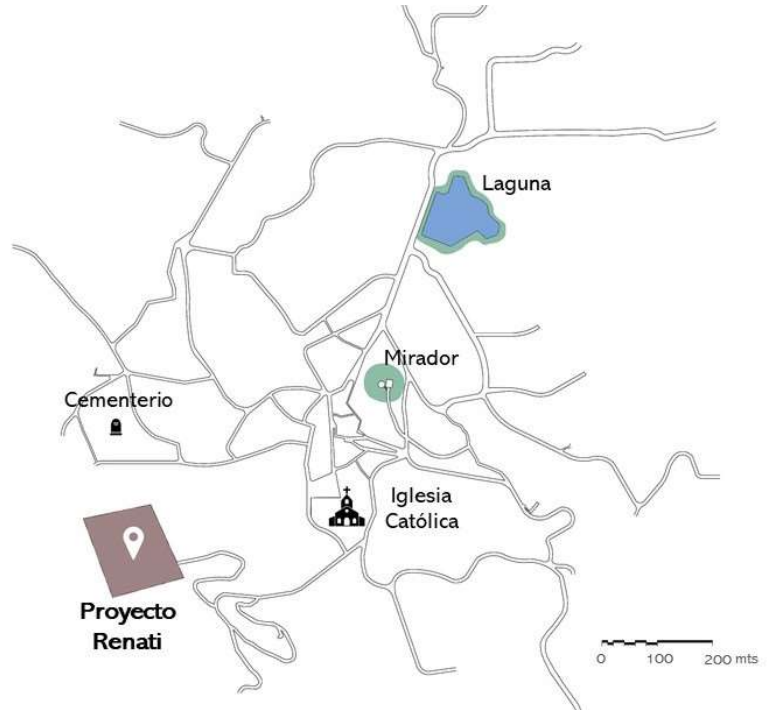 Laguna
Mirador
Cementerio
Iglesia
Católica
Proyecto
Renati
0 100 200 mts